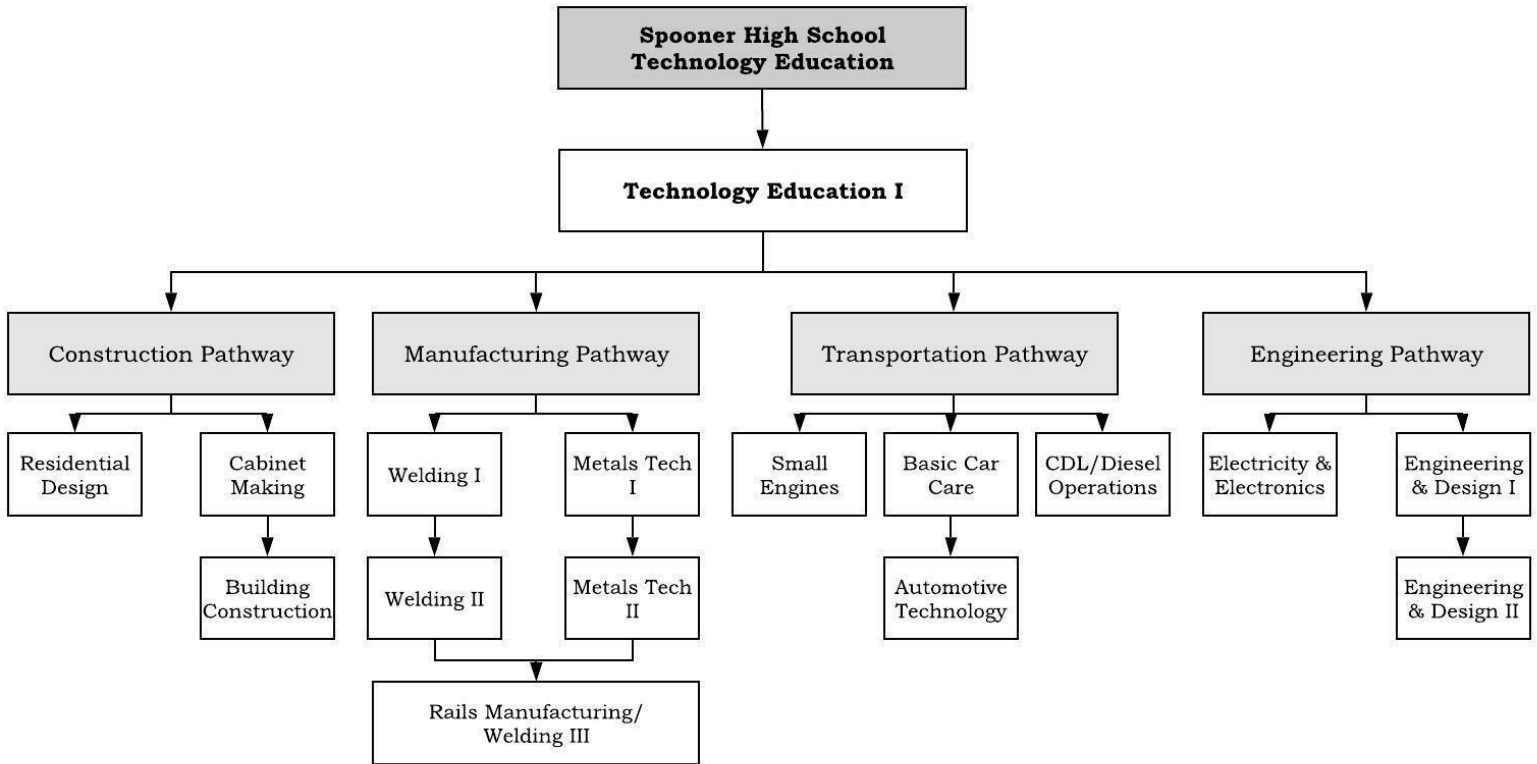 Spooner High School
Technology Education
Technology Education I
Construction Pathway
Manufacturing Pathway
Transportation Pathway
Engineering Pathway
Residential
Design
Cabinet
Making
Welding I
Metals Tech
I
Small
Engines
Basic Car
Care
CDL/Diesel
Operations
Electricity &
Electronics
Engineering
& Design I
Building
Construction
Welding II
Metals Tech
II
Automotive
Technology
Engineering
& Design II
Rails Manufacturing/
Welding III